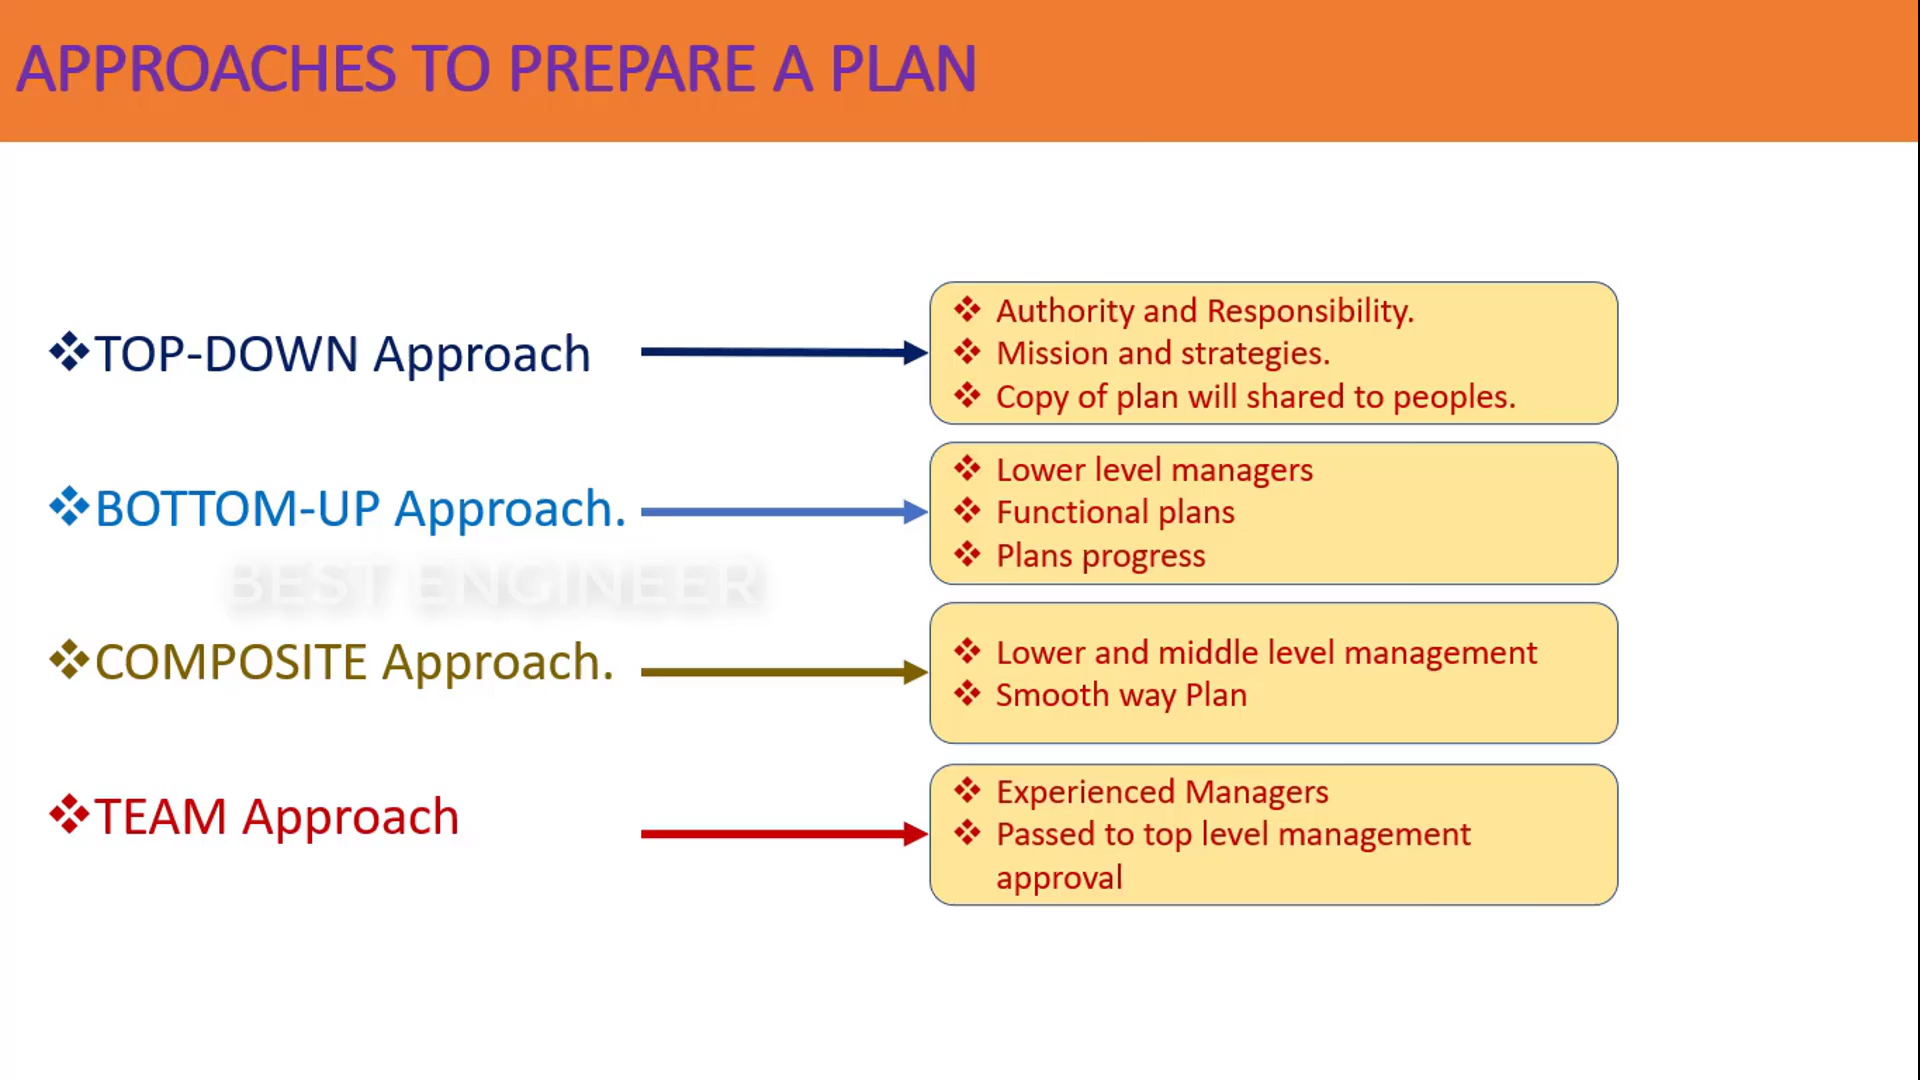 APPROACHES TO PREPARE A PLAN
❖TOP-DOWN Approach
❖ Authority and Responsibility.
❖ Mission and strategies.
❖ Copy of plan will shared to peoples.
❖BOTTOM-UP Approach.
❖ Lower level managers
❖ Functional plans
❖ Plans progress
BEST ENGINEER
❖COMPOSITE Approach.
❖ Lower and middle level management
❖ Smooth way Plan
❖TEAM Approach
❖ Experienced Managers
❖ Passed to top level management
approval